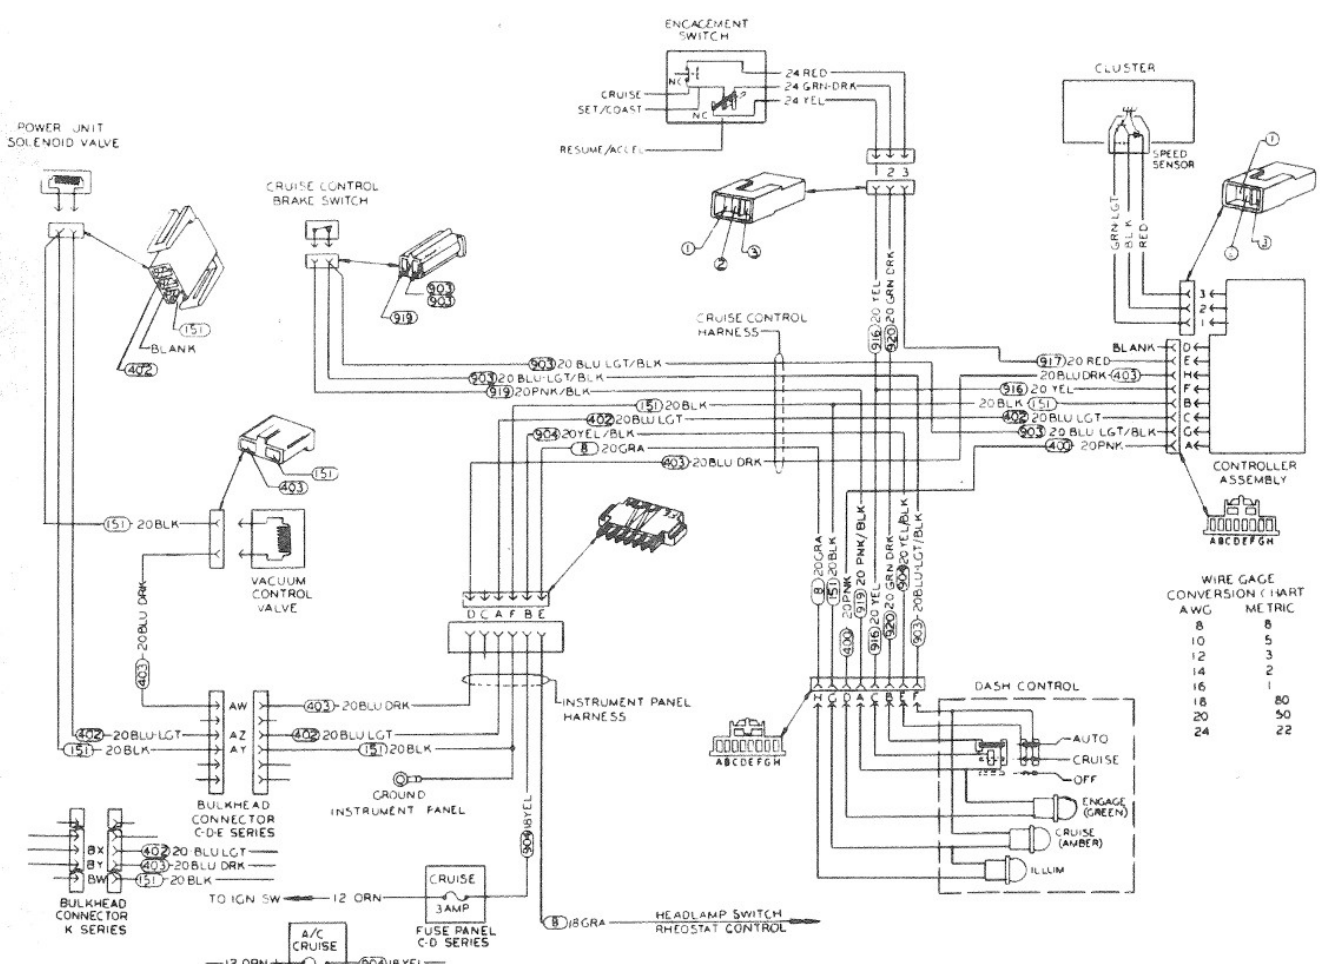 ENGAGEMENT
SWITCH
24 RED
24 GRN-DRK
24 YEL
NC
CRUISE
SET/COAST
NC
RESUME/ACCEL
CLUSTER
SPEED
SENSOR
GRN-LGT
BLK
RED
1
3
POWER UNIT
SOLENOID VALVE
CRUISE CONTROL
BRAKE SWITCH
1 2 3
1
2
3
903
903
919
151
BLANK
402
916 20 YEL
920 20 GRN DRK
CRUISE CONTROL
HARNESS
3
2
1
BLANK D
903 20 BLU LGT/BLK
917 20 RED E
903 20 BLU-LGT/BLK
20 BLU DRK 403 H
919 20 PNK/BLK
916 20 YEL F
151 20 BLK
20 BLK 151 B
402 20 BLU LGT
402 20 BLU LGT C
904 20 YEL/BLK
903 20 BLU LGT/BLK G
8 20 GRA
400 20 PNK A
403 20 BLU DRK
CONTROLLER
ASSEMBLY
ABCDEFGH
151
403
151 20 BLK
VACUUM
CONTROL
VALVE
403 20 BLU DRK
D C A F B E
8 20 GRA
151 20 BLK
400 20 PNK
919 20 PNK/BLK
916 20 YEL
920 20 GRN DRK
904 20 YEL/BLK
903 20 BLU-LGT/BLK
WIRE GAGE
CONVERSION CHART
AWG METRIC
8 8
10 5
12 3
14 2
16 1
18 80
20 50
24 22
INSTRUMENT PANEL
HARNESS
H G D A C B E F
DASH CONTROL
AW
403 20 BLU DRK
402 20 BLU-LGT
AZ
402 20 BLU LGT
151 20 BLK
AY
151 20 BLK
ABCDEFGH
AUTO
CRUISE
OFF
GROUND
INSTRUMENT PANEL
BULKHEAD
CONNECTOR
C-D-E SERIES
ENGAGE
(GREEN)
CRUISE
(AMBER)
ILLUM
904 18 YEL
BX 402 20 BLU LGT
BY 403 20 BLU DRK
BW 151 20 BLK
BULKHEAD
CONNECTOR
K SERIES
TO IGN SW 12 ORN
CRUISE
3 AMP
FUSE PANEL
C-D SERIES
8 18 GRA
HEADLAMP SWITCH
RHEOSTAT CONTROL
A/C
CRUISE
12 ORN
904 18 YEL